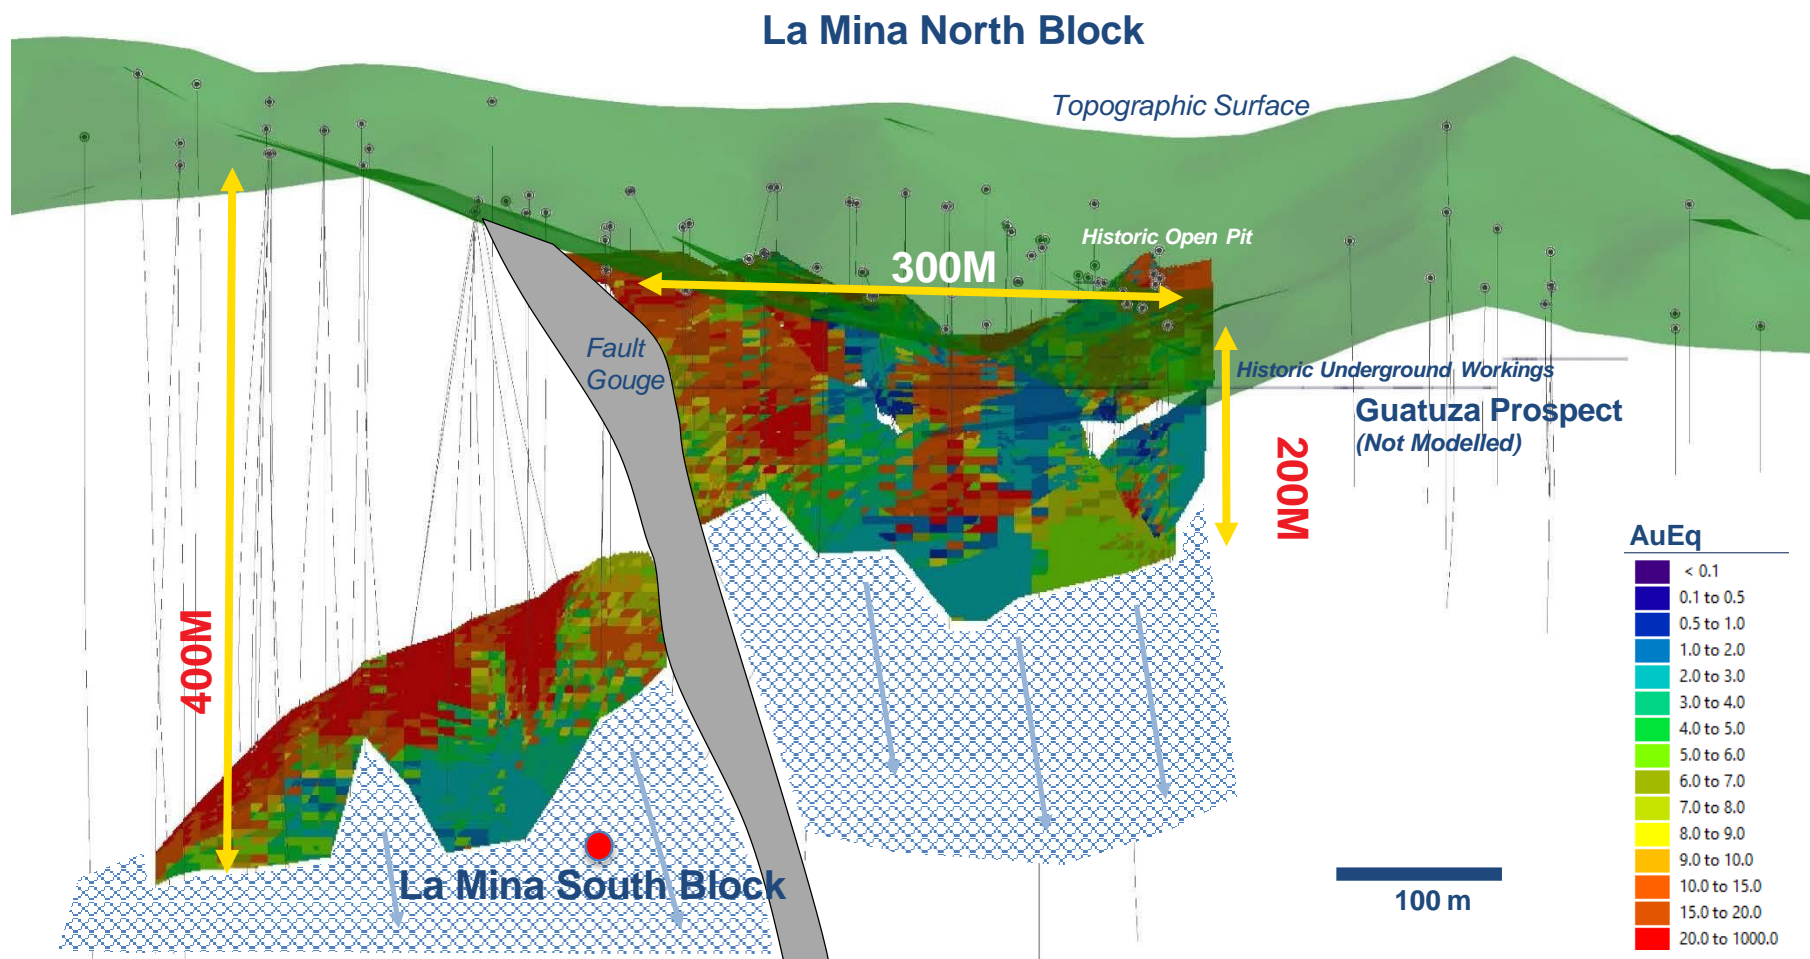 La Mina North Block
Topographic Surface
Historic Open Pit
300M
Fault
Gouge
Historic Underground Workings
Guatuza Prospect
(Not Modelled)
200M
400M
La Mina South Block
100 m
AuEq
< 0.1
0.1 to 0.5
0.5 to 1.0
1.0 to 2.0
2.0 to 3.0
3.0 to 4.0
4.0 to 5.0
5.0 to 6.0
6.0 to 7.0
7.0 to 8.0
8.0 to 9.0
9.0 to 10.0
10.0 to 15.0
15.0 to 20.0
20.0 to 1000.0